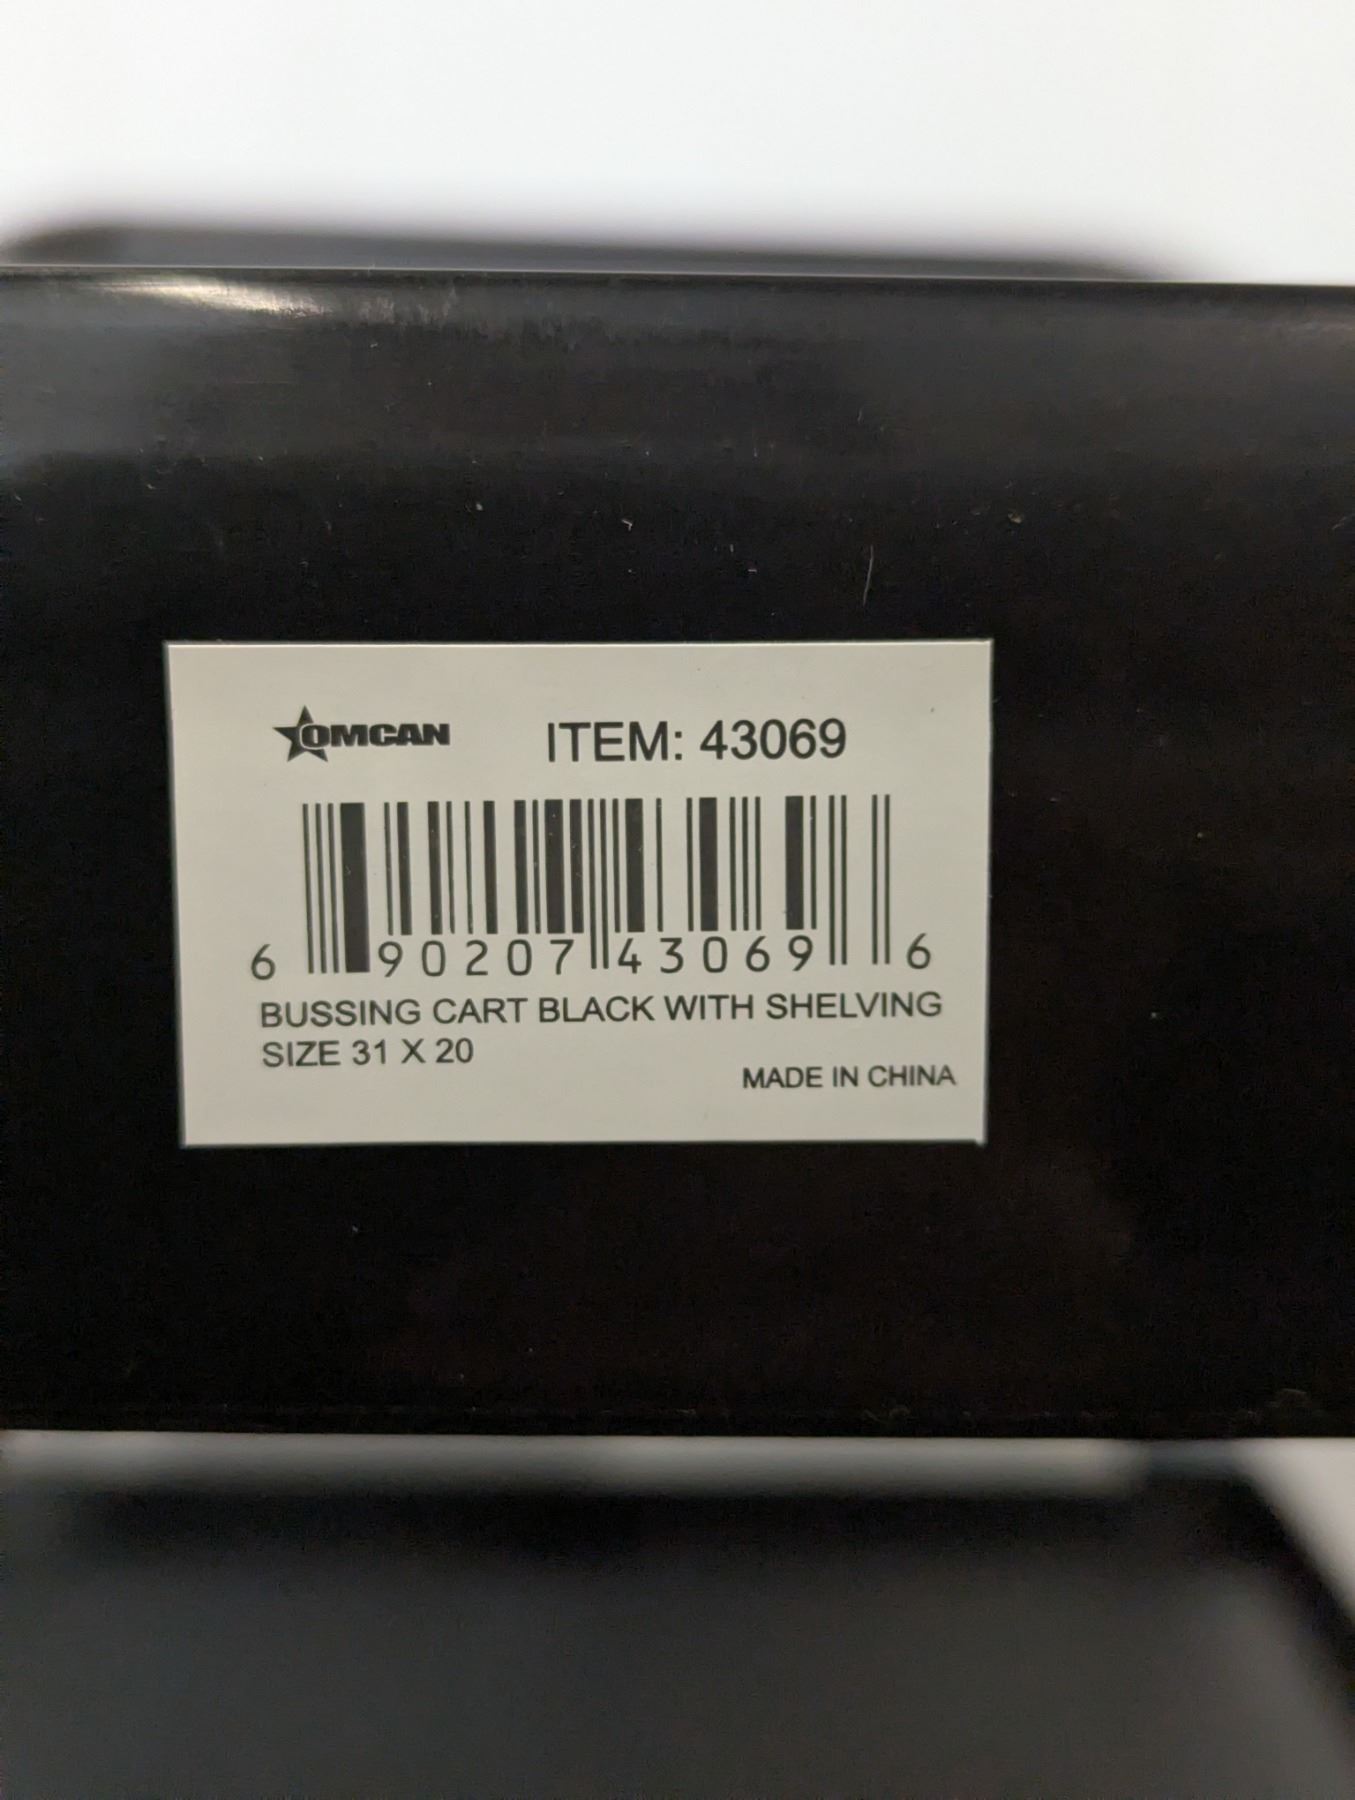 OMCAN ITEM: 43069
6 90207 43069 6
BUSSING CART BLACK WITH SHELVING
SIZE 31 X 20
MADE IN CHINA